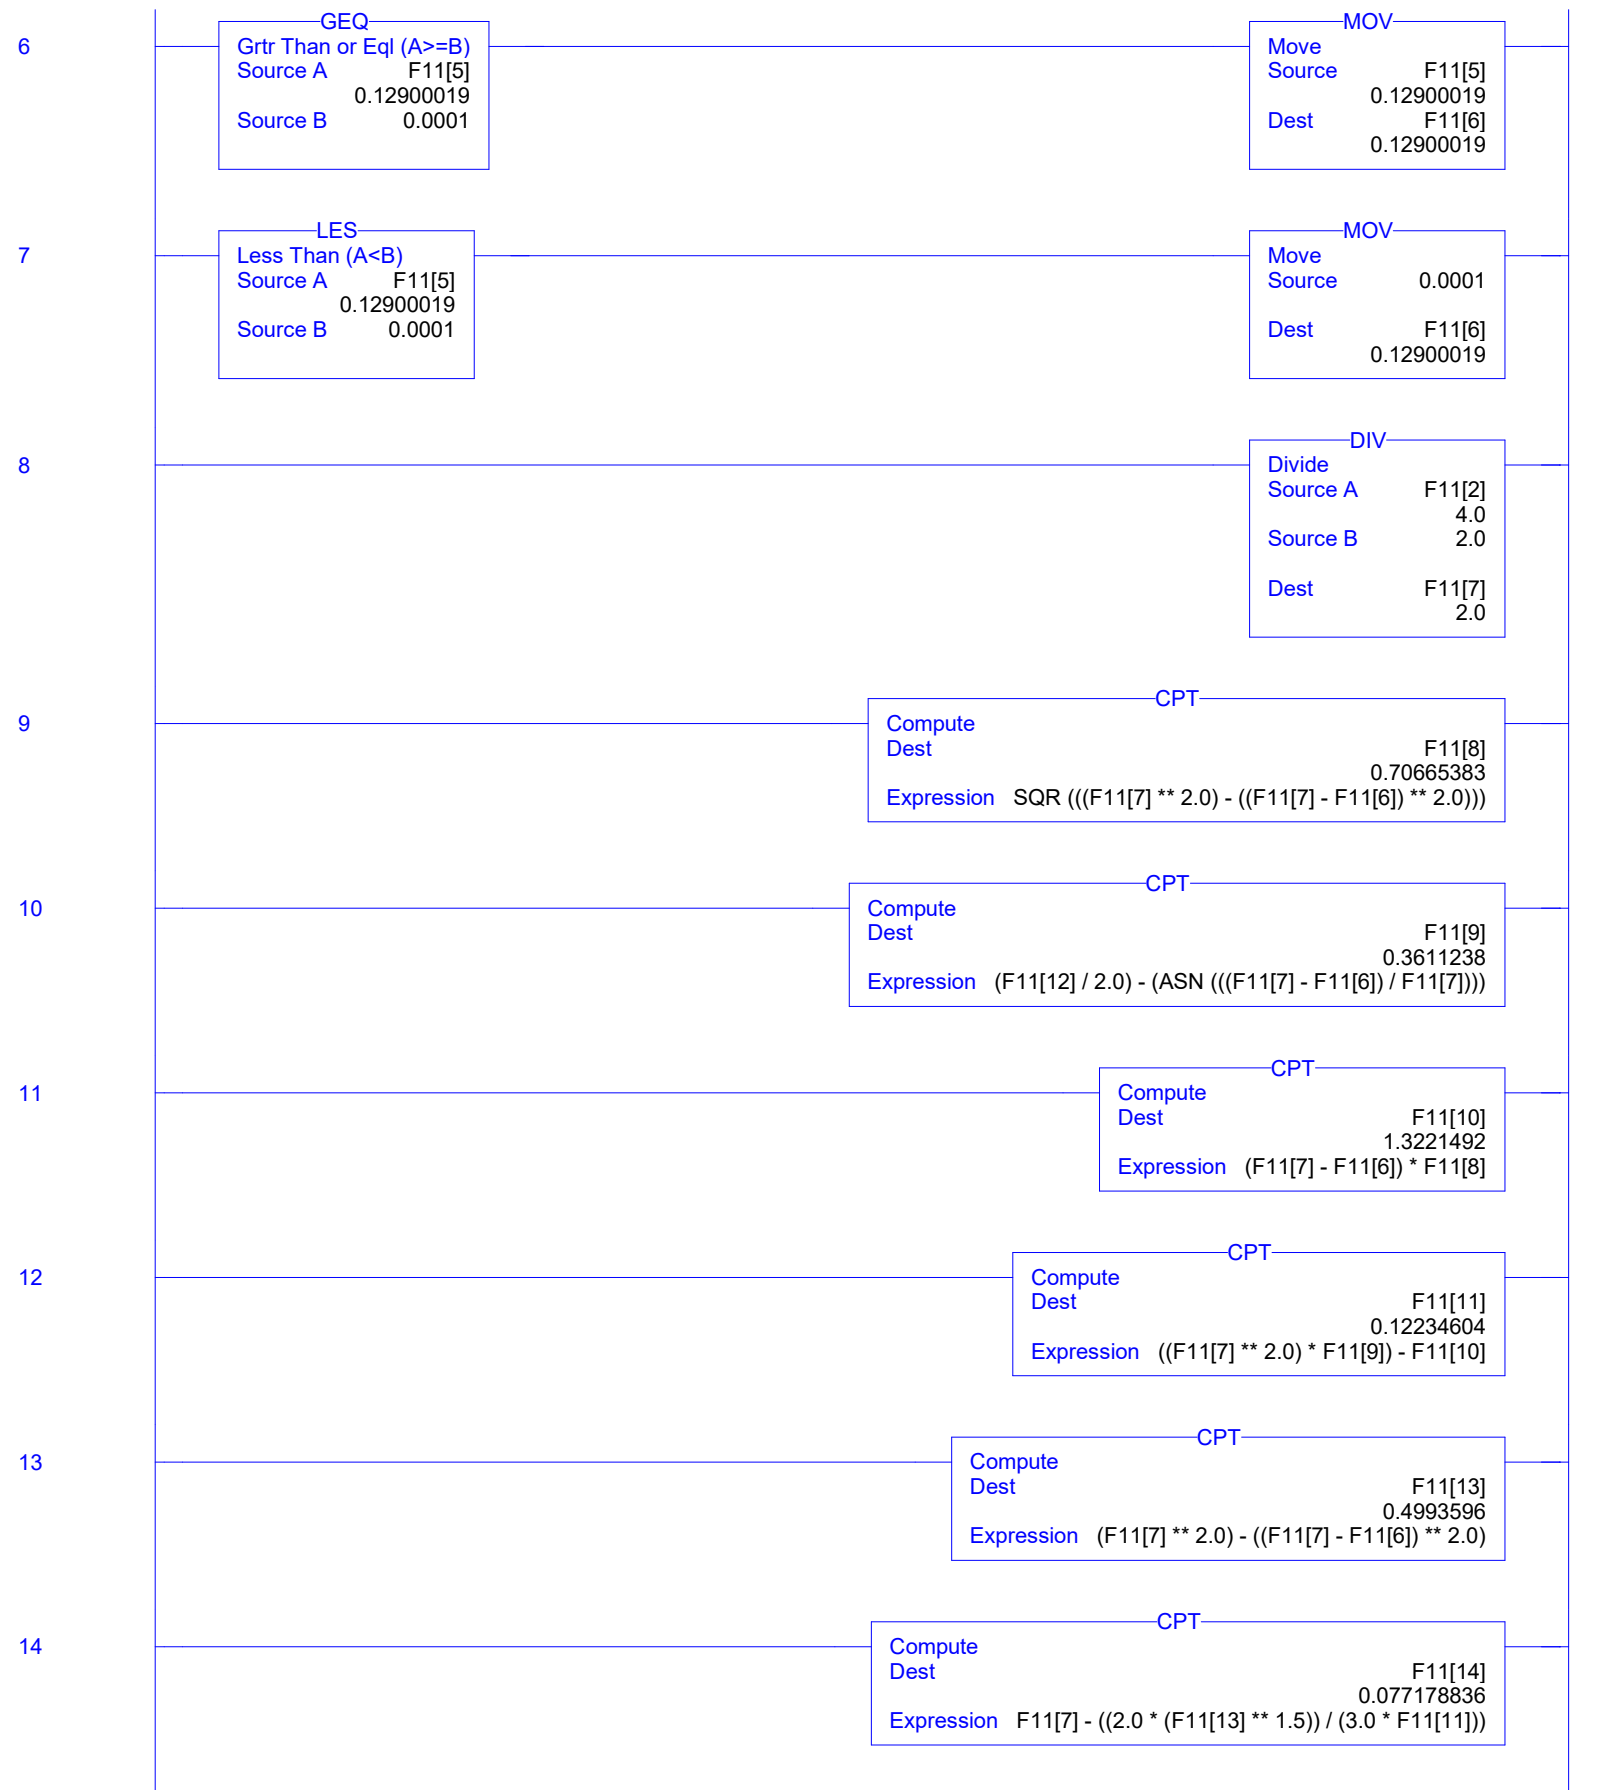 6
GEQ
Grtr Than or Eql (A>=B)
Source A F11[5]
0.12900019
Source B 0.0001
MOV
Move
Source F11[5]
0.12900019
Dest F11[6]
0.12900019
7
LES
Less Than (A<B)
Source A F11[5]
0.12900019
Source B 0.0001
MOV
Move
Source 0.0001
Dest F11[6]
0.12900019
8
DIV
Divide
Source A F11[2]
4.0
Source B 2.0
Dest F11[7]
2.0
9
CPT
Compute
Dest F11[8]
0.70665383
Expression SQR (((F11[7] ** 2.0) - ((F11[7] - F11[6]) ** 2.0)))
10
CPT
Compute
Dest F11[9]
0.3611238
Expression (F11[12] / 2.0) - (ASN (((F11[7] - F11[6]) / F11[7])))
11
CPT
Compute
Dest F11[10]
1.3221492
Expression (F11[7] - F11[6]) * F11[8]
12
CPT
Compute
Dest F11[11]
0.12234604
Expression ((F11[7] ** 2.0) * F11[9]) - F11[10]
13
CPT
Compute
Dest F11[13]
0.4993596
Expression (F11[7] ** 2.0) - ((F11[7] - F11[6]) ** 2.0)
14
CPT
Compute
Dest F11[14]
0.077178836
Expression F11[7] - ((2.0 * (F11[13] ** 1.5)) / (3.0 * F11[11]))